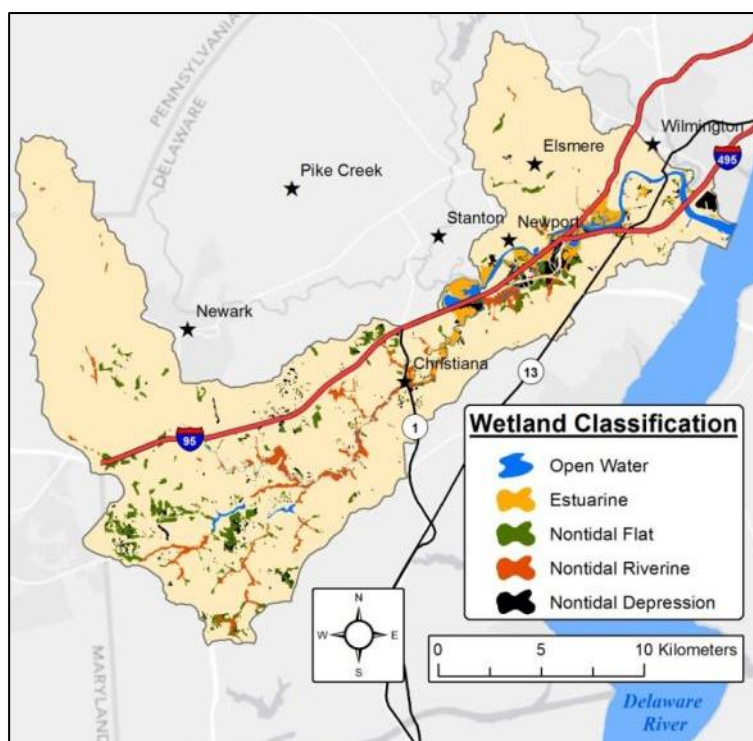 PENNSYLVANIA
DELAWARE
Wilmington
Elsmere
495
Pike Creek
Stanton
Newport
Newark
Christiana
13
1
95
Wetland Classification
Open Water
Estuarine
Nontidal Flat
Nontidal Riverine
Nontidal Depression
N
W E
S
0 5 10 Kilometers
MARYLAND
Delaware
River